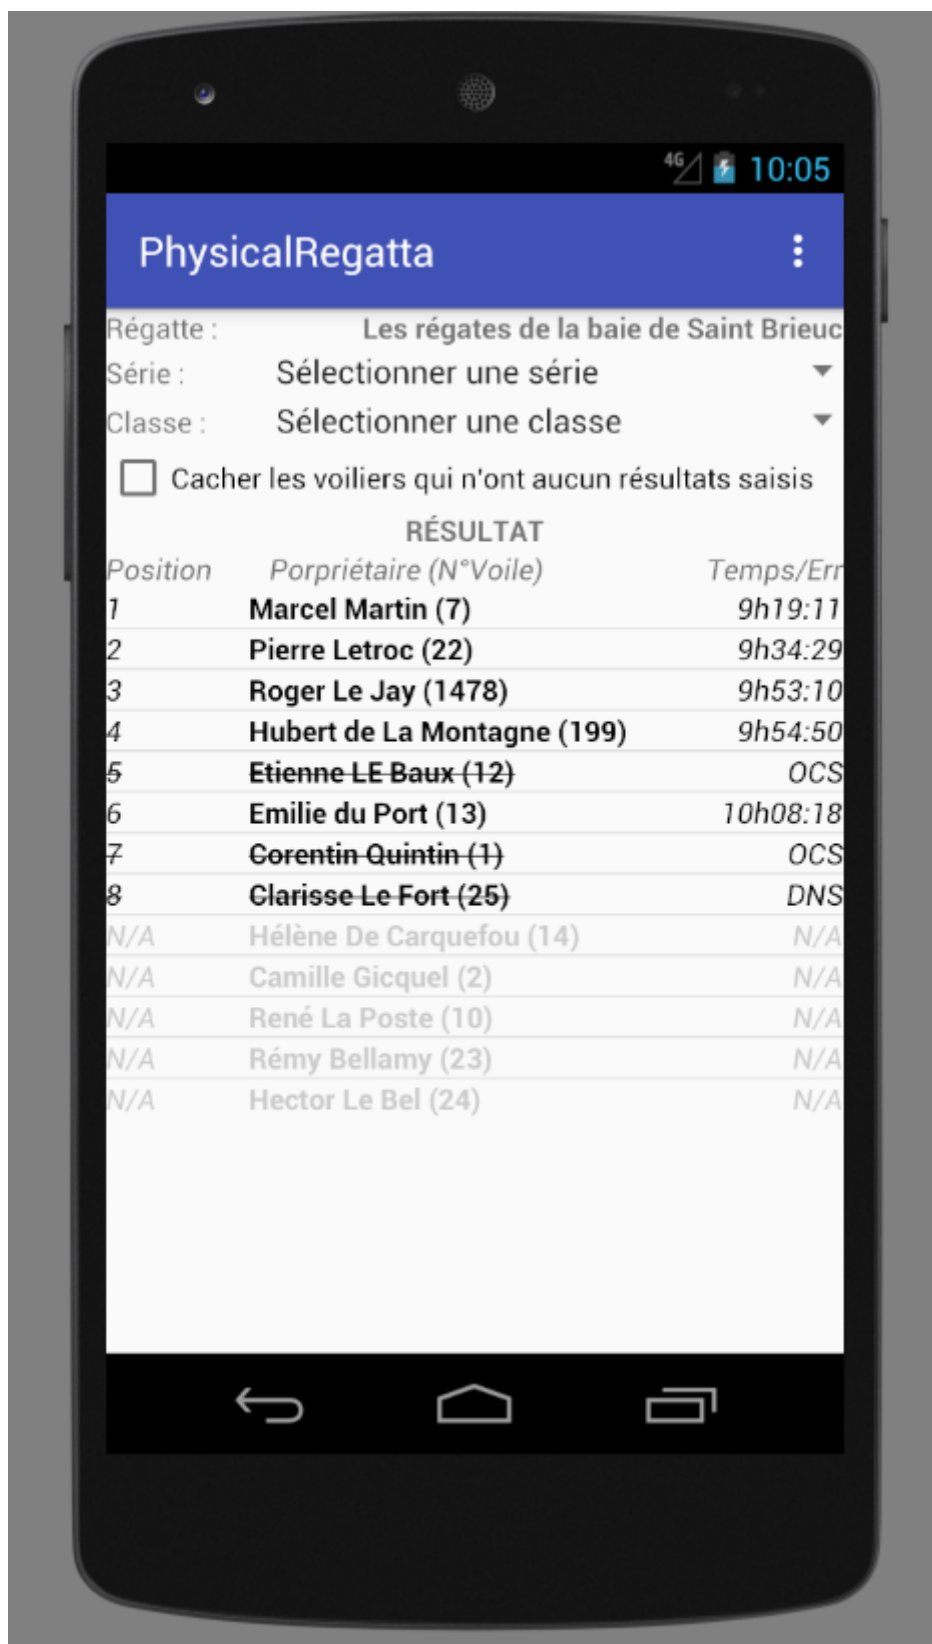 4G 10:05
PhysicalRegatta
Régatte : Les régates de la baie de Saint Brieuc
Série : Sélectionner une série
Classe : Sélectionner une classe
Cacher les voiliers qui n'ont aucun résultats saisis
RÉSULTAT
Position Porpriétaire (N°Voile) Temps/Err
1 Marcel Martin (7) 9h19:11
2 Pierre Letroc (22) 9h34:29
3 Roger Le Jay (1478) 9h53:10
4 Hubert de La Montagne (199) 9h54:50
5 Etienne LE Baux (12) OCS
6 Emilie du Port (13) 10h08:18
7 Corentin Quintin (1) OCS
8 Clarisse Le Fort (25) DNS
N/A Hélène De Carquefou (14) N/A
N/A Camille Gicquel (2) N/A
N/A René La Poste (10) N/A
N/A Rémy Bellamy (23) N/A
N/A Hector Le Bel (24) N/A